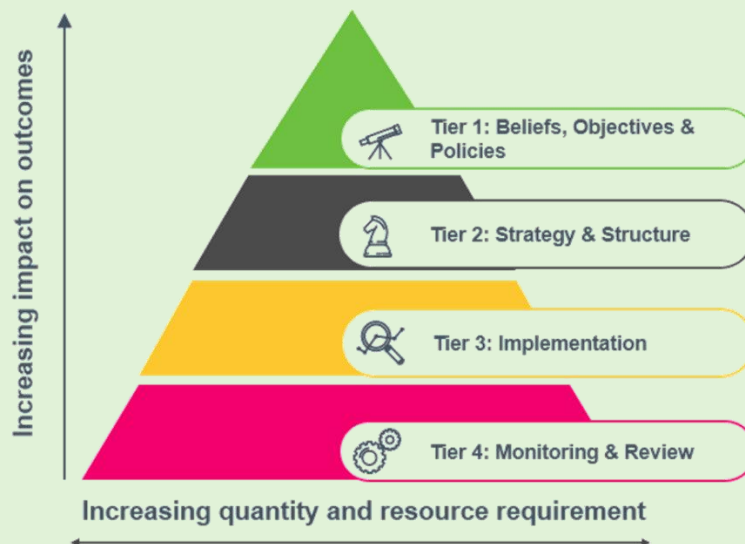 Increasing impact on outcomes
Tier 1: Beliefs, Objectives &
Policies
Tier 2: Strategy & Structure
Tier 3: Implementation
Tier 4: Monitoring & Review
Increasing quantity and resource requirement